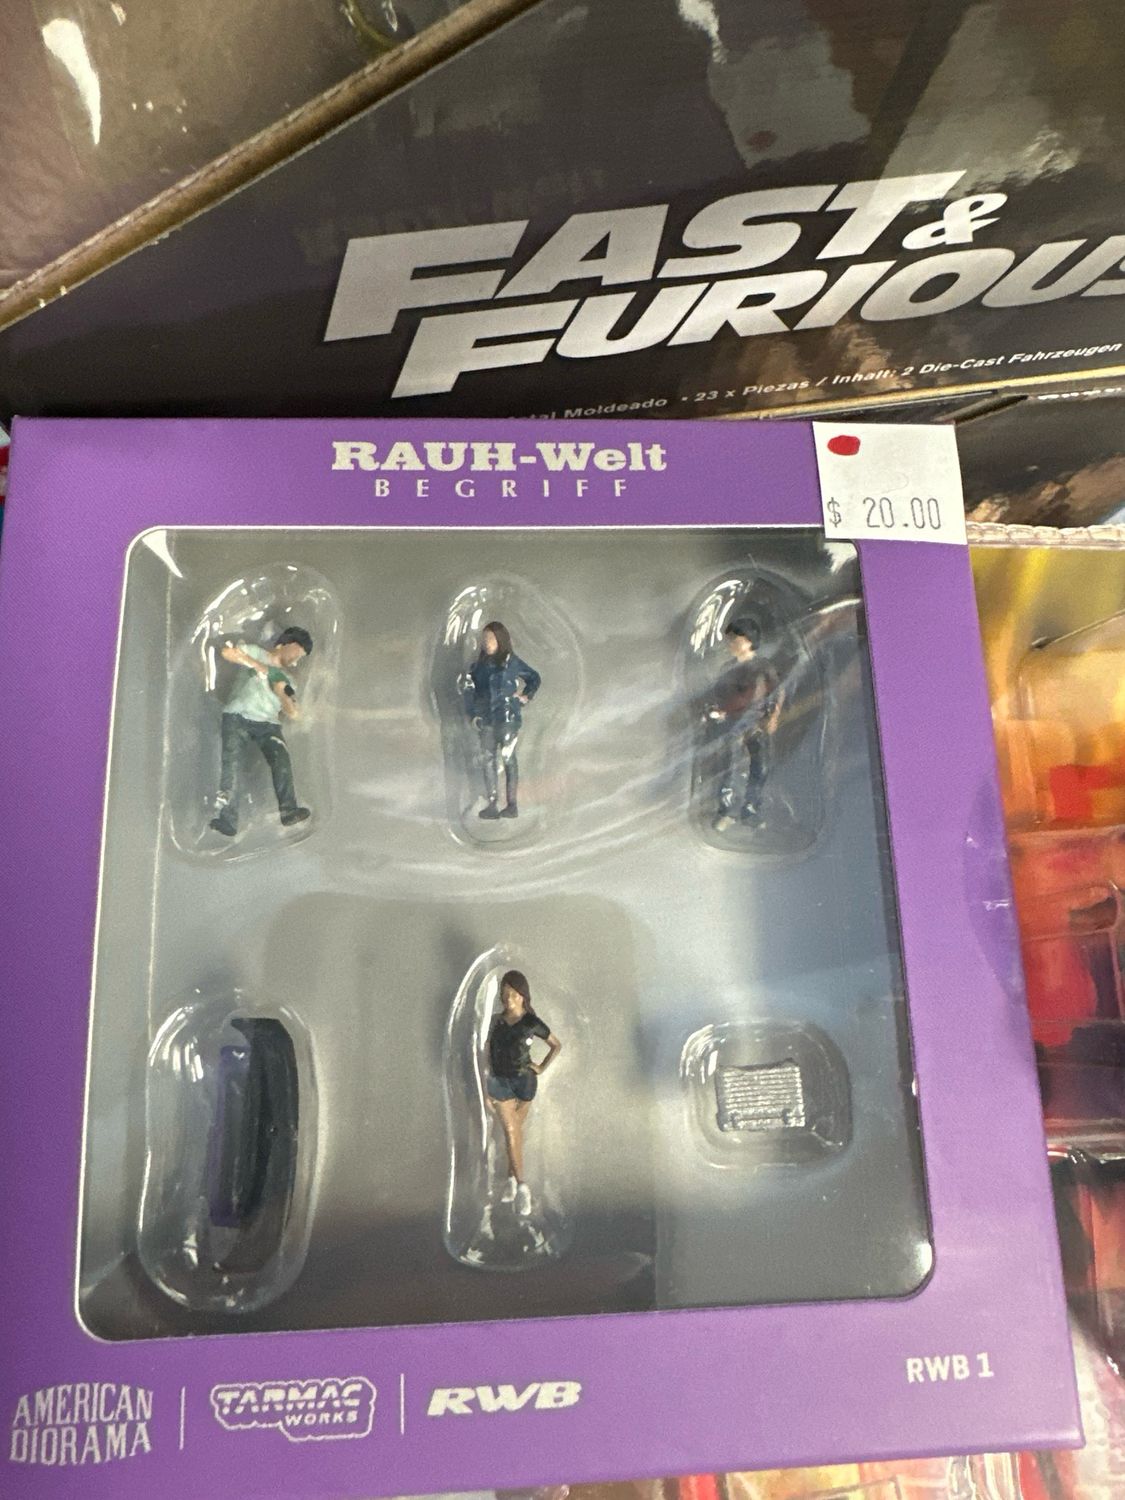 FAST &
FURIOUS
Moldeado • 23 x Piezas / Inhalt: 2 Die-Cast Fahrzeugen
RAUH-Welt
BEGRIFF
$ 20.00
RWB 1
AMERICAN
DIORAMA
TARMAC
WORKS
RWB